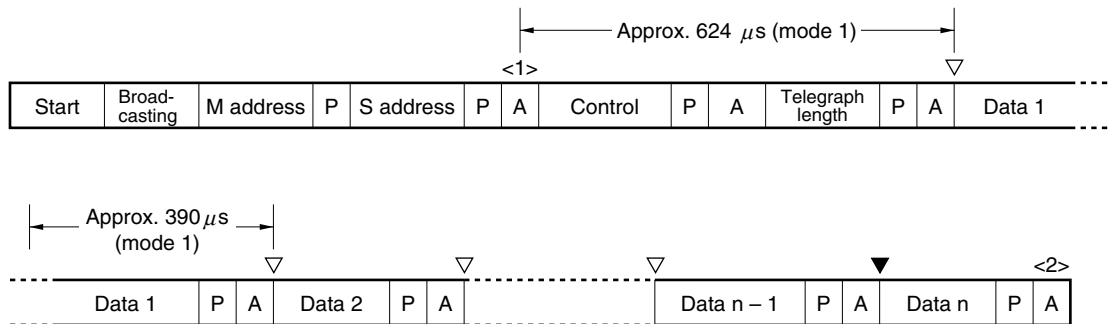 Approx. 624 μs (mode 1)
<1>
▽
Start Broad- casting M address P S address P A Control P A Telegraph length P A Data 1
Approx. 390 μs
(mode 1)
▽ ▽ ▽ ▼ <2>
Data 1 P A Data 2 P A Data n – 1 P A Data n P A